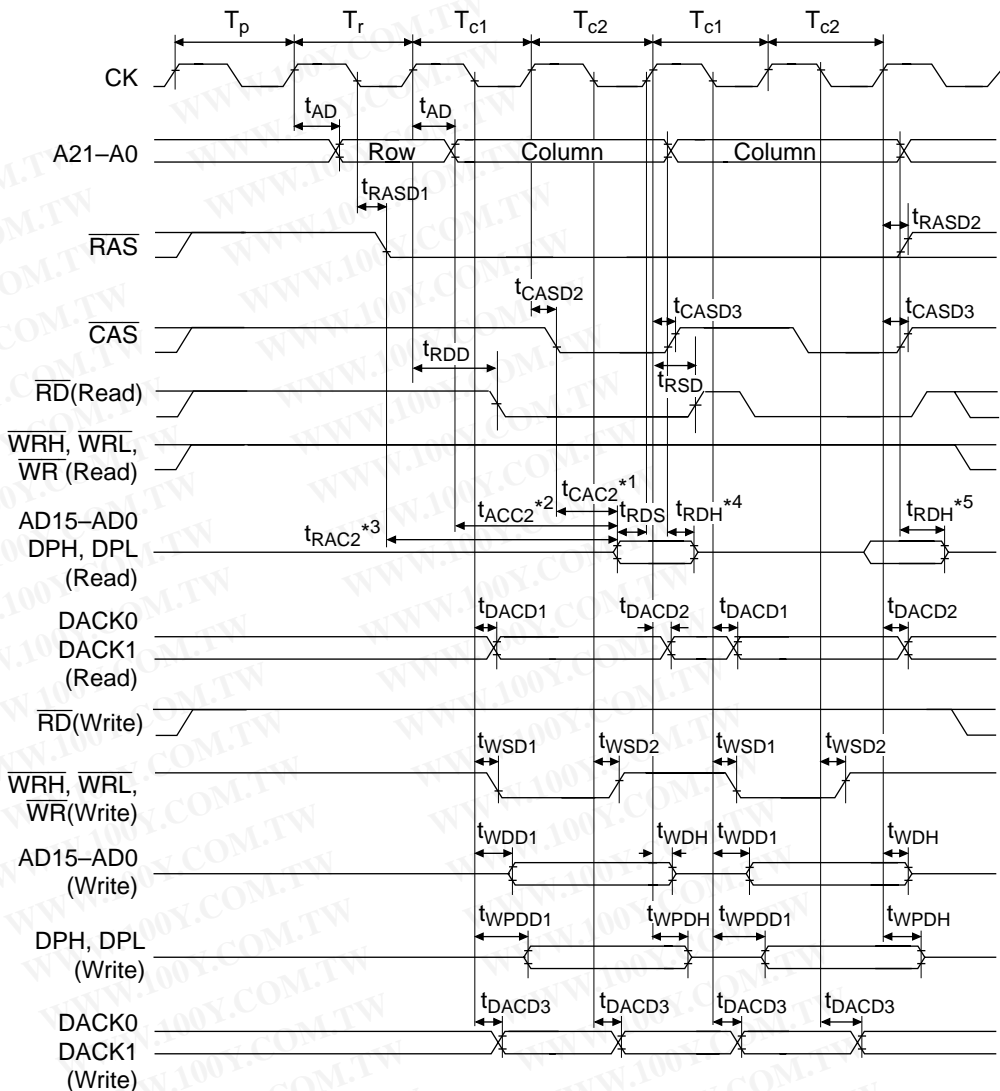 Tp Tr Tc1 Tc2 Tc1 Tc2
CK
tAD tAD
A21–A0 Row Column Column
tRASD1
RAS tRASD2
tCASD2 tCASD3 tCASD3
CAS
tRDD tRSD
RD(Read)
WRH, WRL,
WR (Read)
tCAC2*1
AD15–AD0 tACC2*2 tRDS tRDH*4 tRDH*5
DPH, DPL tRAC2*3
(Read)
DACK0 tDACD1 tDACD2 tDACD1 tDACD2
DACK1
(Read)
RD(Write)
tWSD1 tWSD2 tWSD1 tWSD2
WRH, WRL,
WR(Write)
AD15–AD0 tWDD1 tWDH tWDD1 tWDH
(Write)
DPH, DPL tWPDD1 tWPDH tWPDD1 tWPDH
(Write)
DACK0 tDACD3 tDACD3 tDACD3 tDACD3
DACK1
(Write)
WWW.100Y.COM.TW